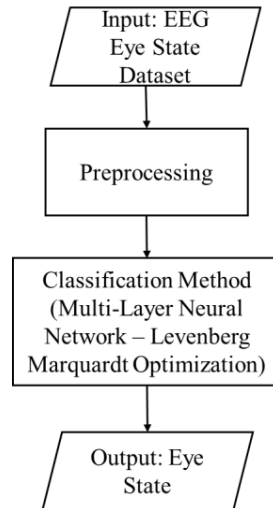 Input: EEG
Eye State
Dataset
Preprocessing
Classification Method
(Multi-Layer Neural
Network – Levenberg
Marquardt Optimization)
Output: Eye
State